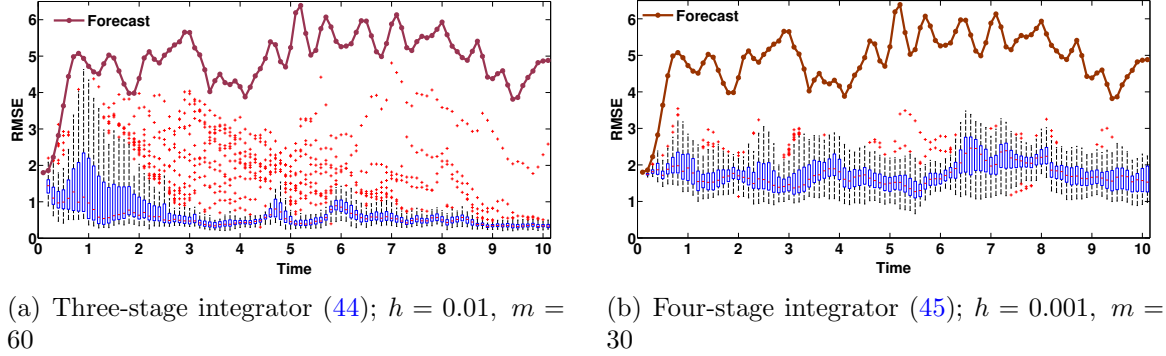 Forecast
RMSE
6
5
4
3
2
1
0
0 1 2 3 4 5 6 7 8 9 10
Time
(a) Three-stage integrator (44); h = 0.01, m =
60
Forecast
RMSE
6
5
4
3
2
1
0
0 1 2 3 4 5 6 7 8 9 10
Time
(b) Four-stage integrator (45); h = 0.001, m =
30